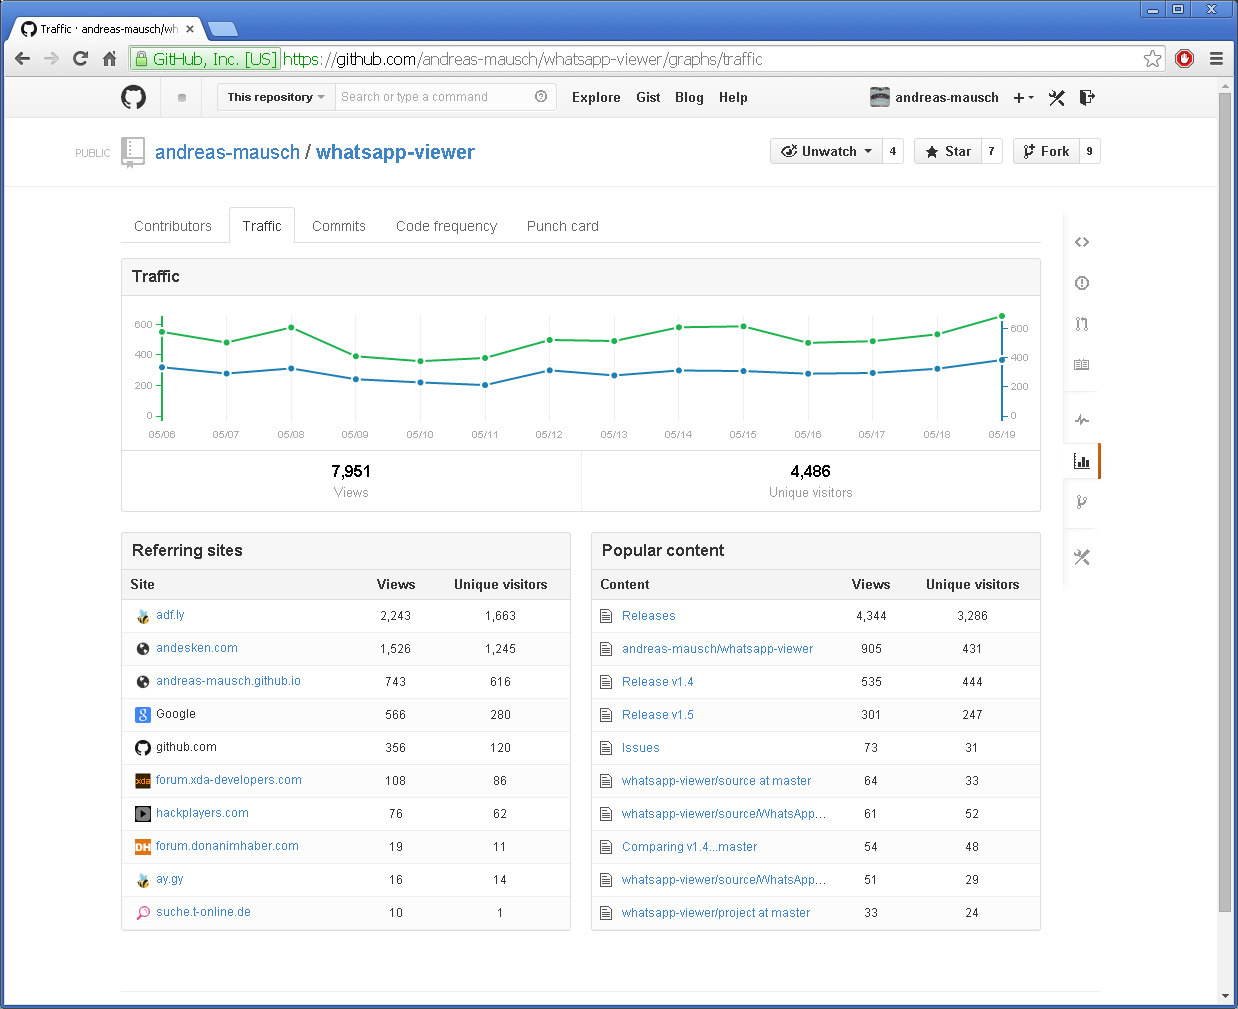 Traffic · andreas-mausch/wh
GitHub, Inc. [US] https://github.com/andreas-mausch/whatsapp-viewer/graphs/traffic
This repository Search or type a command Explore Gist Blog Help andreas-mausch
PUBLIC andreas-mausch / whatsapp-viewer Unwatch 4 Star 7 Fork 9
Contributors Traffic Commits Code frequency Punch card
Traffic
600 600
400 400
200 200
0 0
05/06 05/07 05/08 05/09 05/10 05/11 05/12 05/13 05/14 05/15 05/16 05/17 05/18 05/19
7,951 4,486
Views Unique visitors
Referring sites
Site Views Unique visitors
adf.ly 2,243 1,663
andesken.com 1,526 1,245
andreas-mausch.github.io 743 616
Google 566 280
github.com 356 120
xda forum.xda-developers.com 108 86
hackplayers.com 76 62
DH forum.donanimhaber.com 19 11
ay.gy 16 14
suche.t-online.de 10 1
Popular content
Content Views Unique visitors
Releases 4,344 3,286
andreas-mausch/whatsapp-viewer 905 431
Release v1.4 535 444
Release v1.5 301 247
Issues 73 31
whatsapp-viewer/source at master 64 33
whatsapp-viewer/source/WhatsApp... 61 52
Comparing v1.4...master 54 48
whatsapp-viewer/source/WhatsApp... 51 29
whatsapp-viewer/project at master 33 24